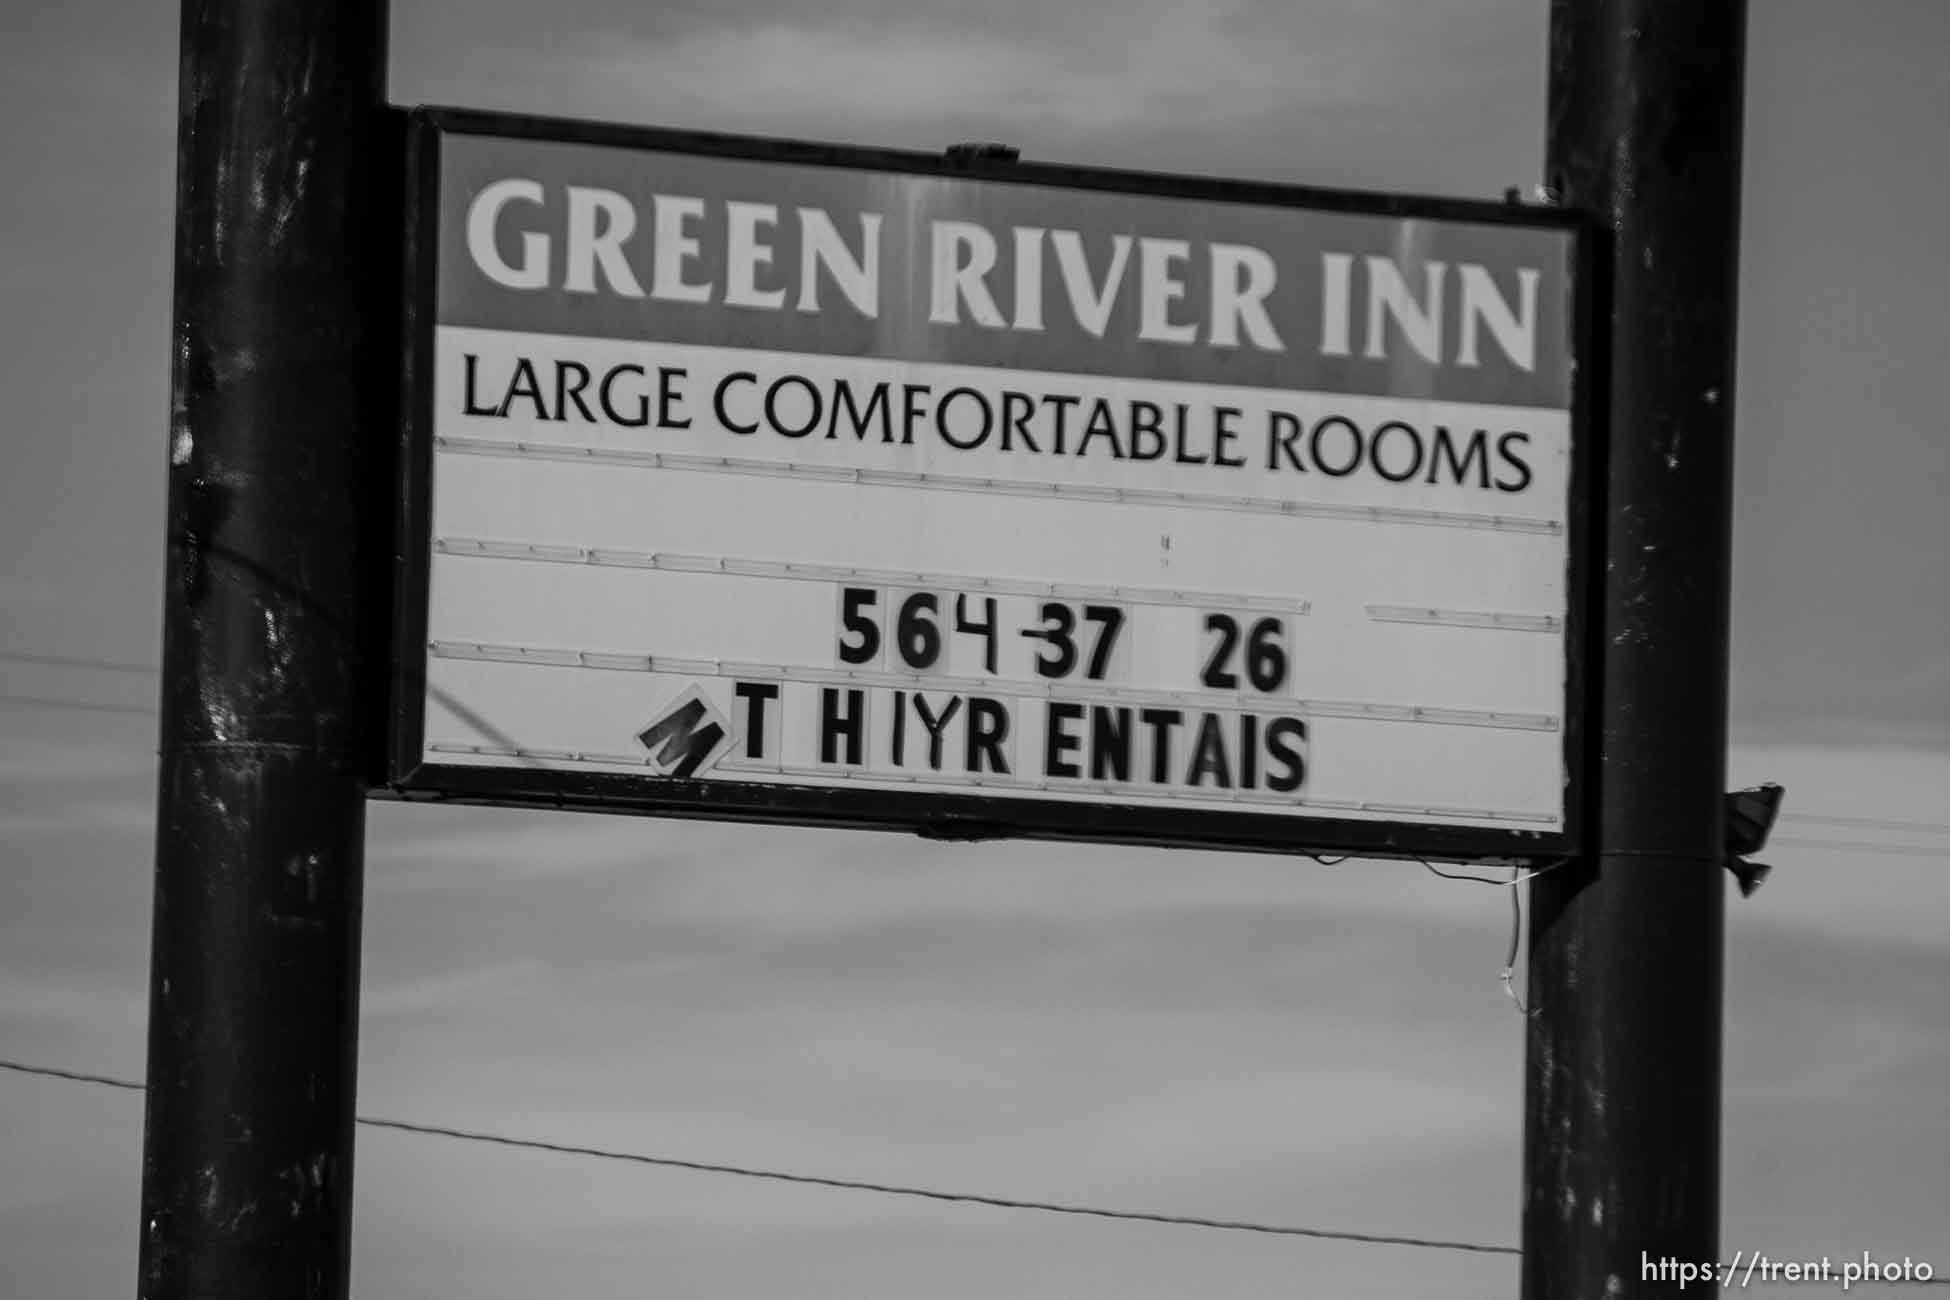 GREEN RIVER INN
LARGE COMFORTABLE ROOMS
564-37 26
MT HIYR ENTAIS
https://trent.photo